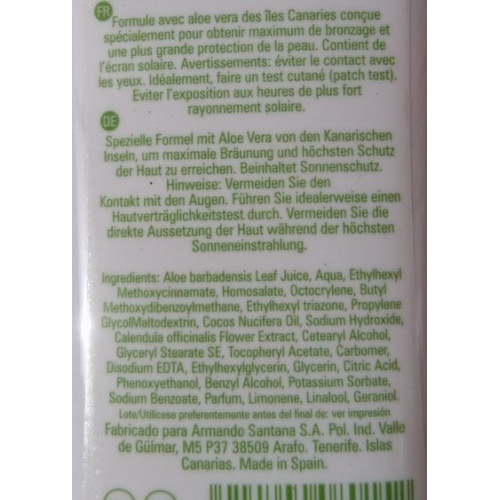 FR
Formule avec aloe vera des îles Canaries conçue
spécialement pour obtenir maximum de bronzage et
une plus grande protection de la peau. Contient de
l'écran solaire. Avertissements: éviter le contact avec
les yeux. Idéalement, faire un test cutané (patch test).
Eviter l'exposition aux heures de plus fort
rayonnement solaire.
DE
Spezielle Formel mit Aloe Vera von den Kanarischen
Inseln, um maximale Bräunung und höchsten Schutz
der Haut zu erreichen. Beinhaltet Sonnenschutz.
Hinweise: Vermeiden Sie den
Kontakt mit den Augen. Führen Sie idealerweise einen
Hautverträglichkeitstest durch. Vermeiden Sie die
direkte Aussetzung der Haut während der höchsten
Sonneneinstrahlung.
Ingredients: Aloe barbadensis Leaf Juice, Aqua, Ethylhexyl
Methoxycinnamate, Homosalate, Octocrylene, Butyl
Methoxydibenzoylmethane, Ethylhexyl triazone, Propylene
GlycolMaltodextrin, Cocos Nucifera Oil, Sodium Hydroxide,
Calendula officinalis Flower Extract, Cetearyl Alcohol,
Glyceryl Stearate SE, Tocopheryl Acetate, Carbomer,
Disodium EDTA, Ethylhexylglycerin, Glycerin, Citric Acid,
Phenoxyethanol, Benzyl Alcohol, Potassium Sorbate,
Sodium Benzoate, Parfum, Limonene, Linalool, Geraniol.
Lote/Utilícese preferentemente antes del final de: ver impresión
Fabricado para Armando Santana S.A. Pol. Ind. Valle
de Güímar, M5 P37 38509 Arafo. Tenerife. Islas
Canarias. Made in Spain.